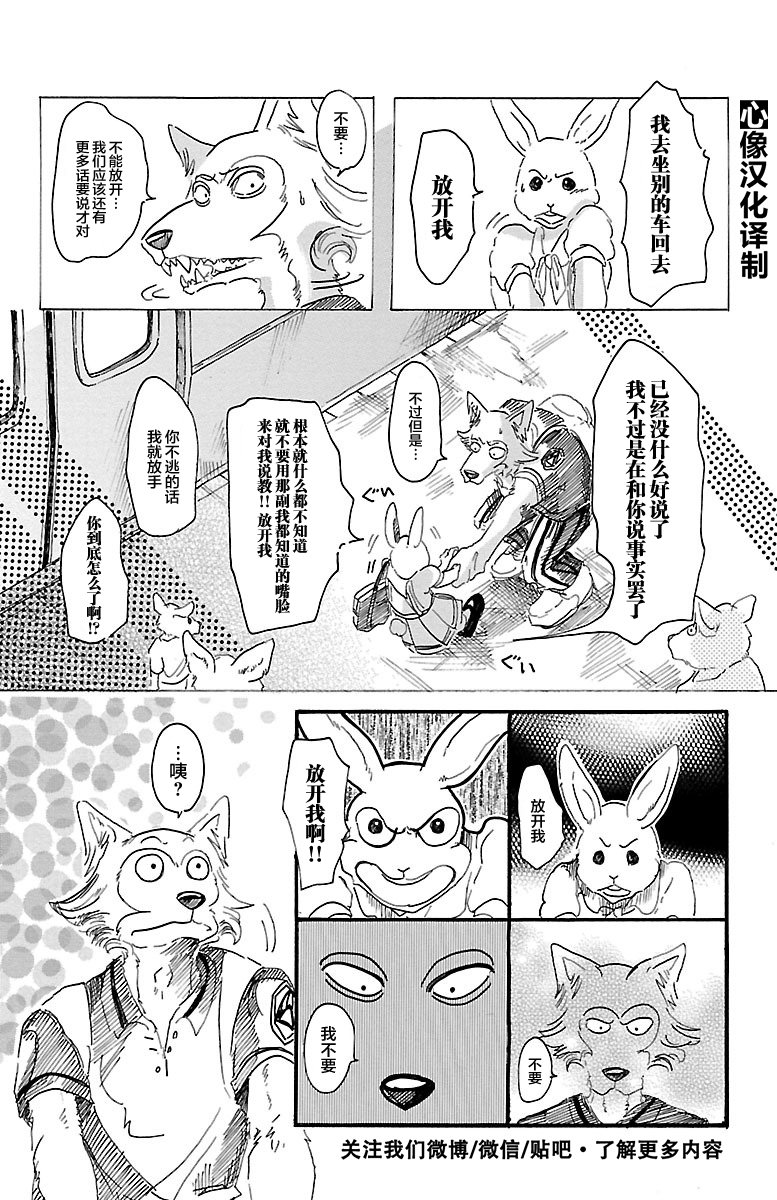 心像汉化译制
我去坐别的车回去
放开我
不要…
不能放开…
我们应该还有
更多话要说才对
已经没什么好说了
我不过是在和你说事实罢了
不过但是…
根本就什么都不知道
就不要用那副我都知道的嘴脸
来对我说教!! 放开我
ぐい
ぐい
你不逃的话
我就放手
你到底怎么了啊!?
放开我
放开我啊!!
不要
我不要
…咦?
关注我们微博/微信/贴吧·了解更多内容